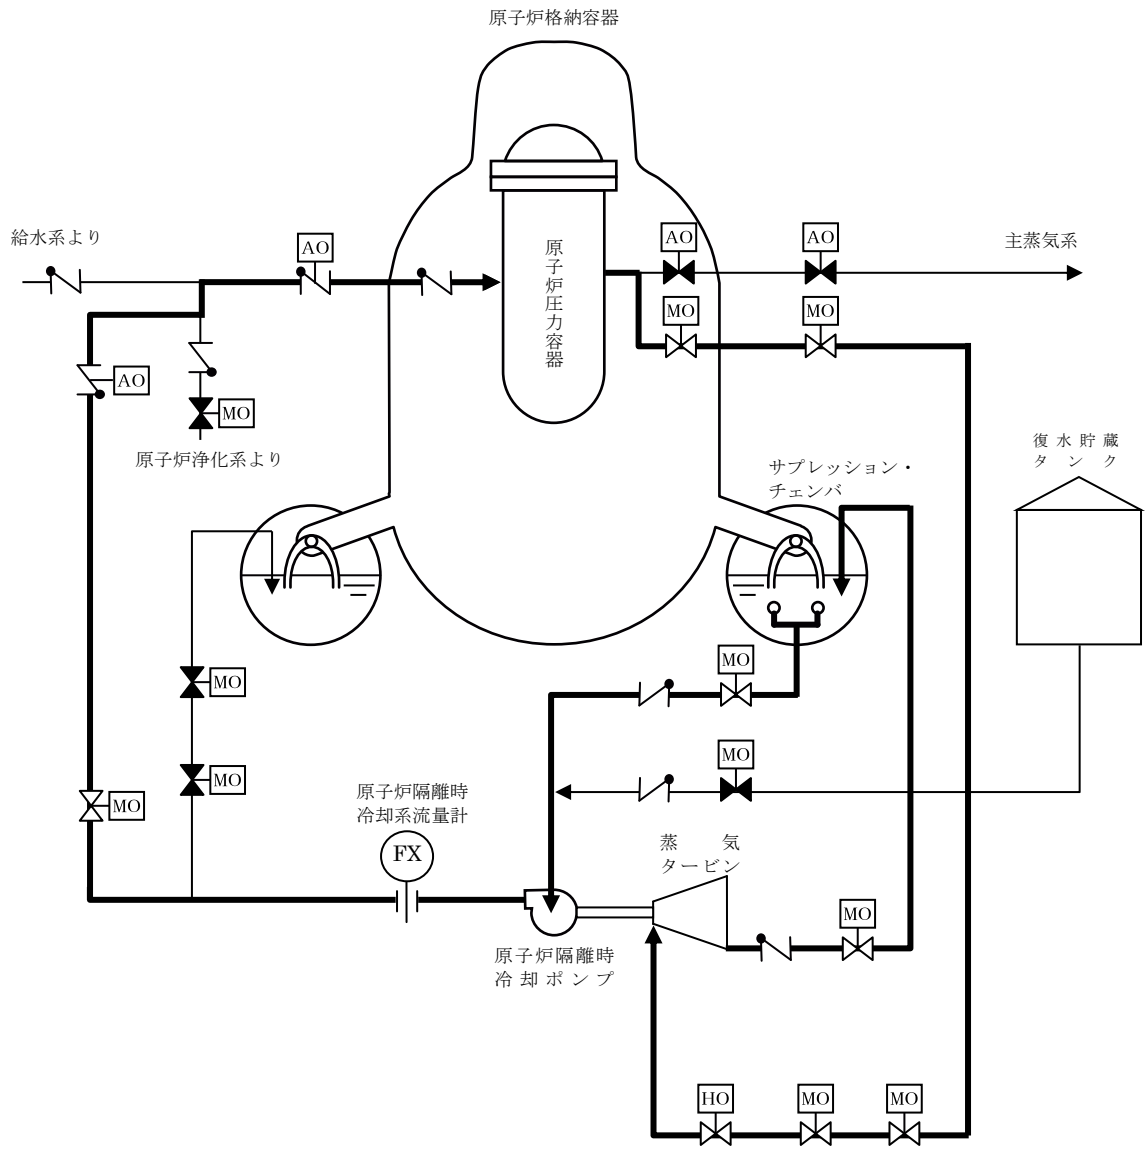 原子炉格納容器
給水系より
AO
原子炉圧力容器
AO
AO
主蒸気系
MO
MO
AO
MO
原子炉浄化系より
復水貯蔵
タンク
サプレッション・
チェンバ
MO
MO
MO
MO
MO
原子炉隔離時
冷却系流量計
FX
蒸気
タービン
MO
原子炉隔離時
冷却ポンプ
HO
MO
MO